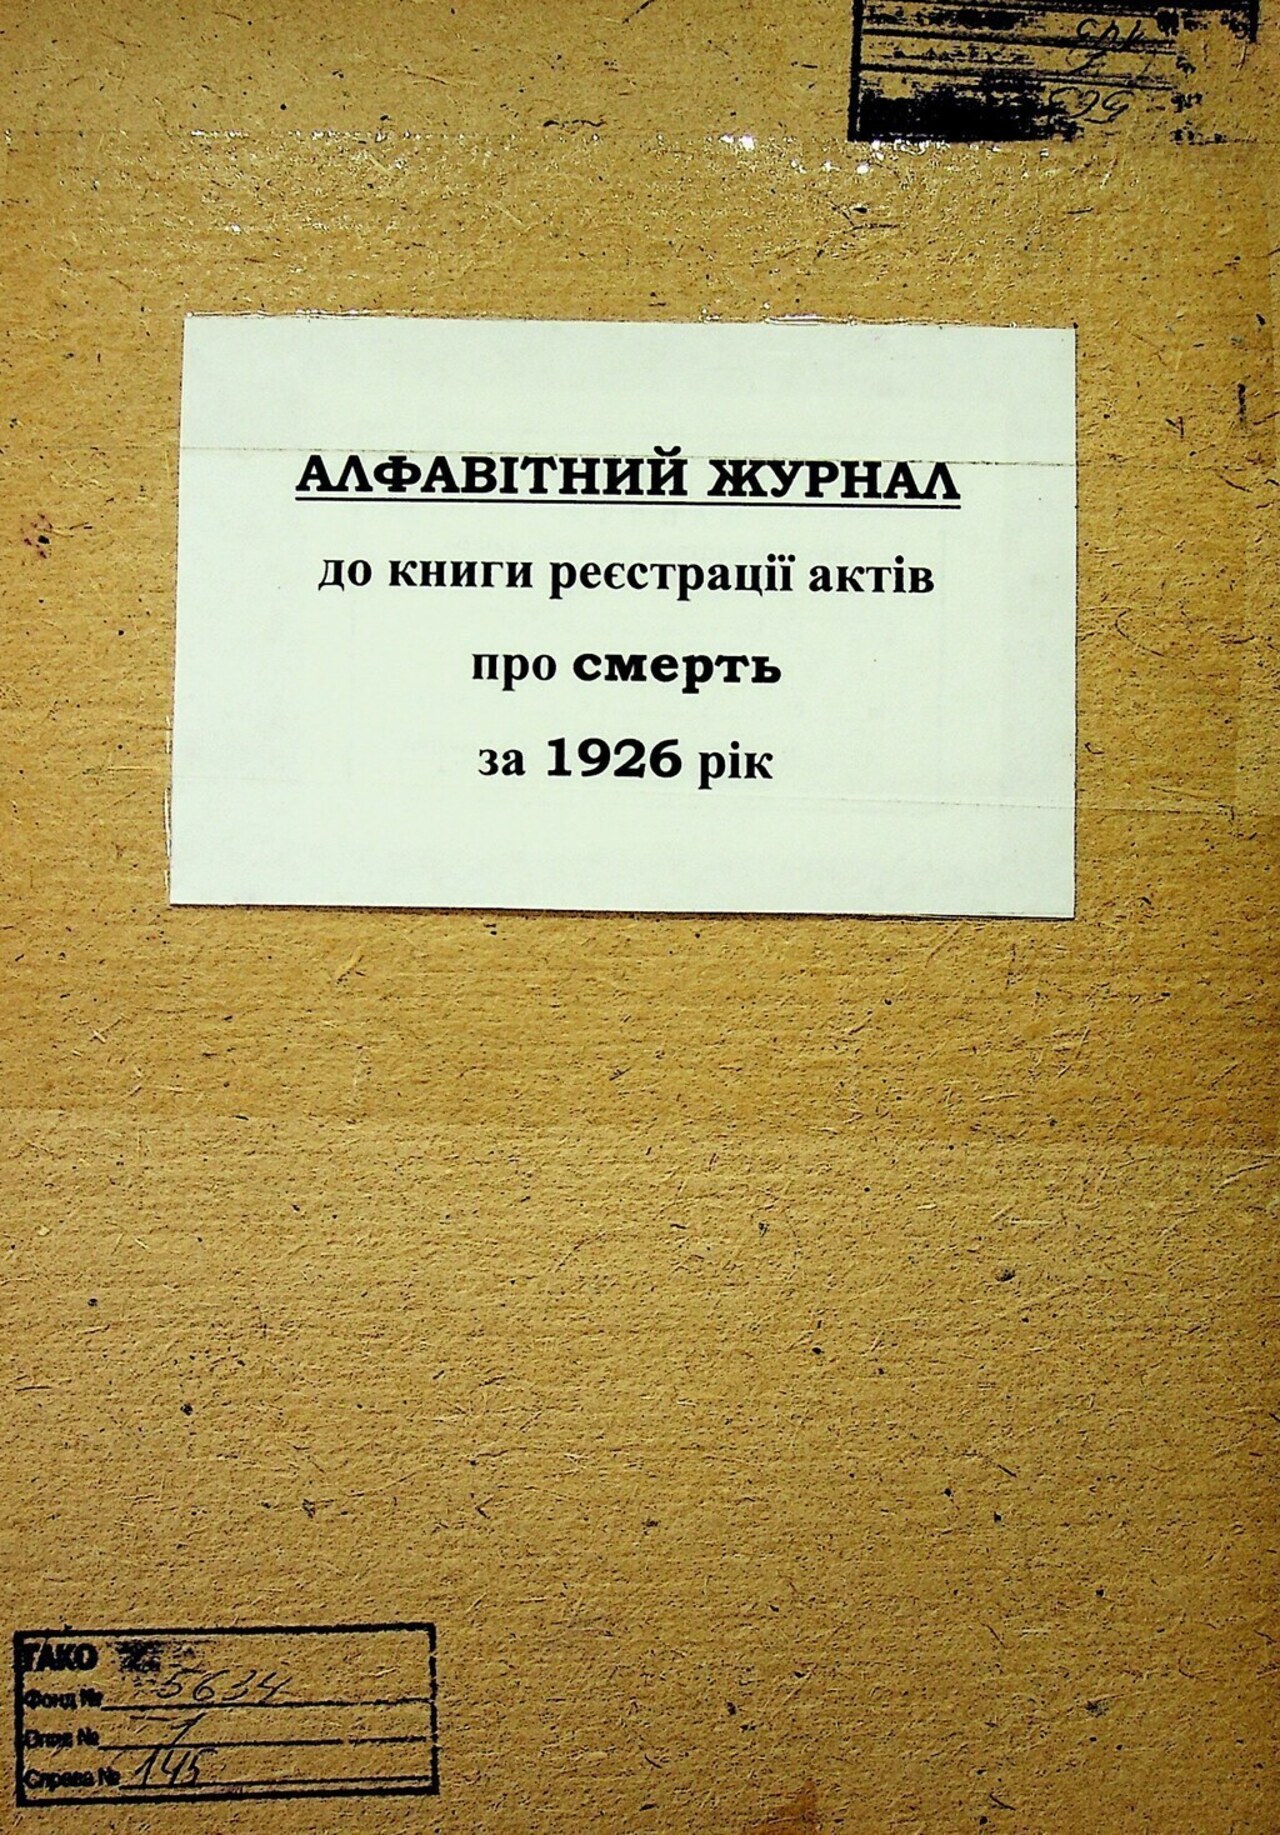 АЛФАВІТНИЙ ЖУРНАЛ
до книги реєстрації актів
про смерть
за 1926 рік
ГАКО
Фонд № 5634
Опис № 1
Справа № 145